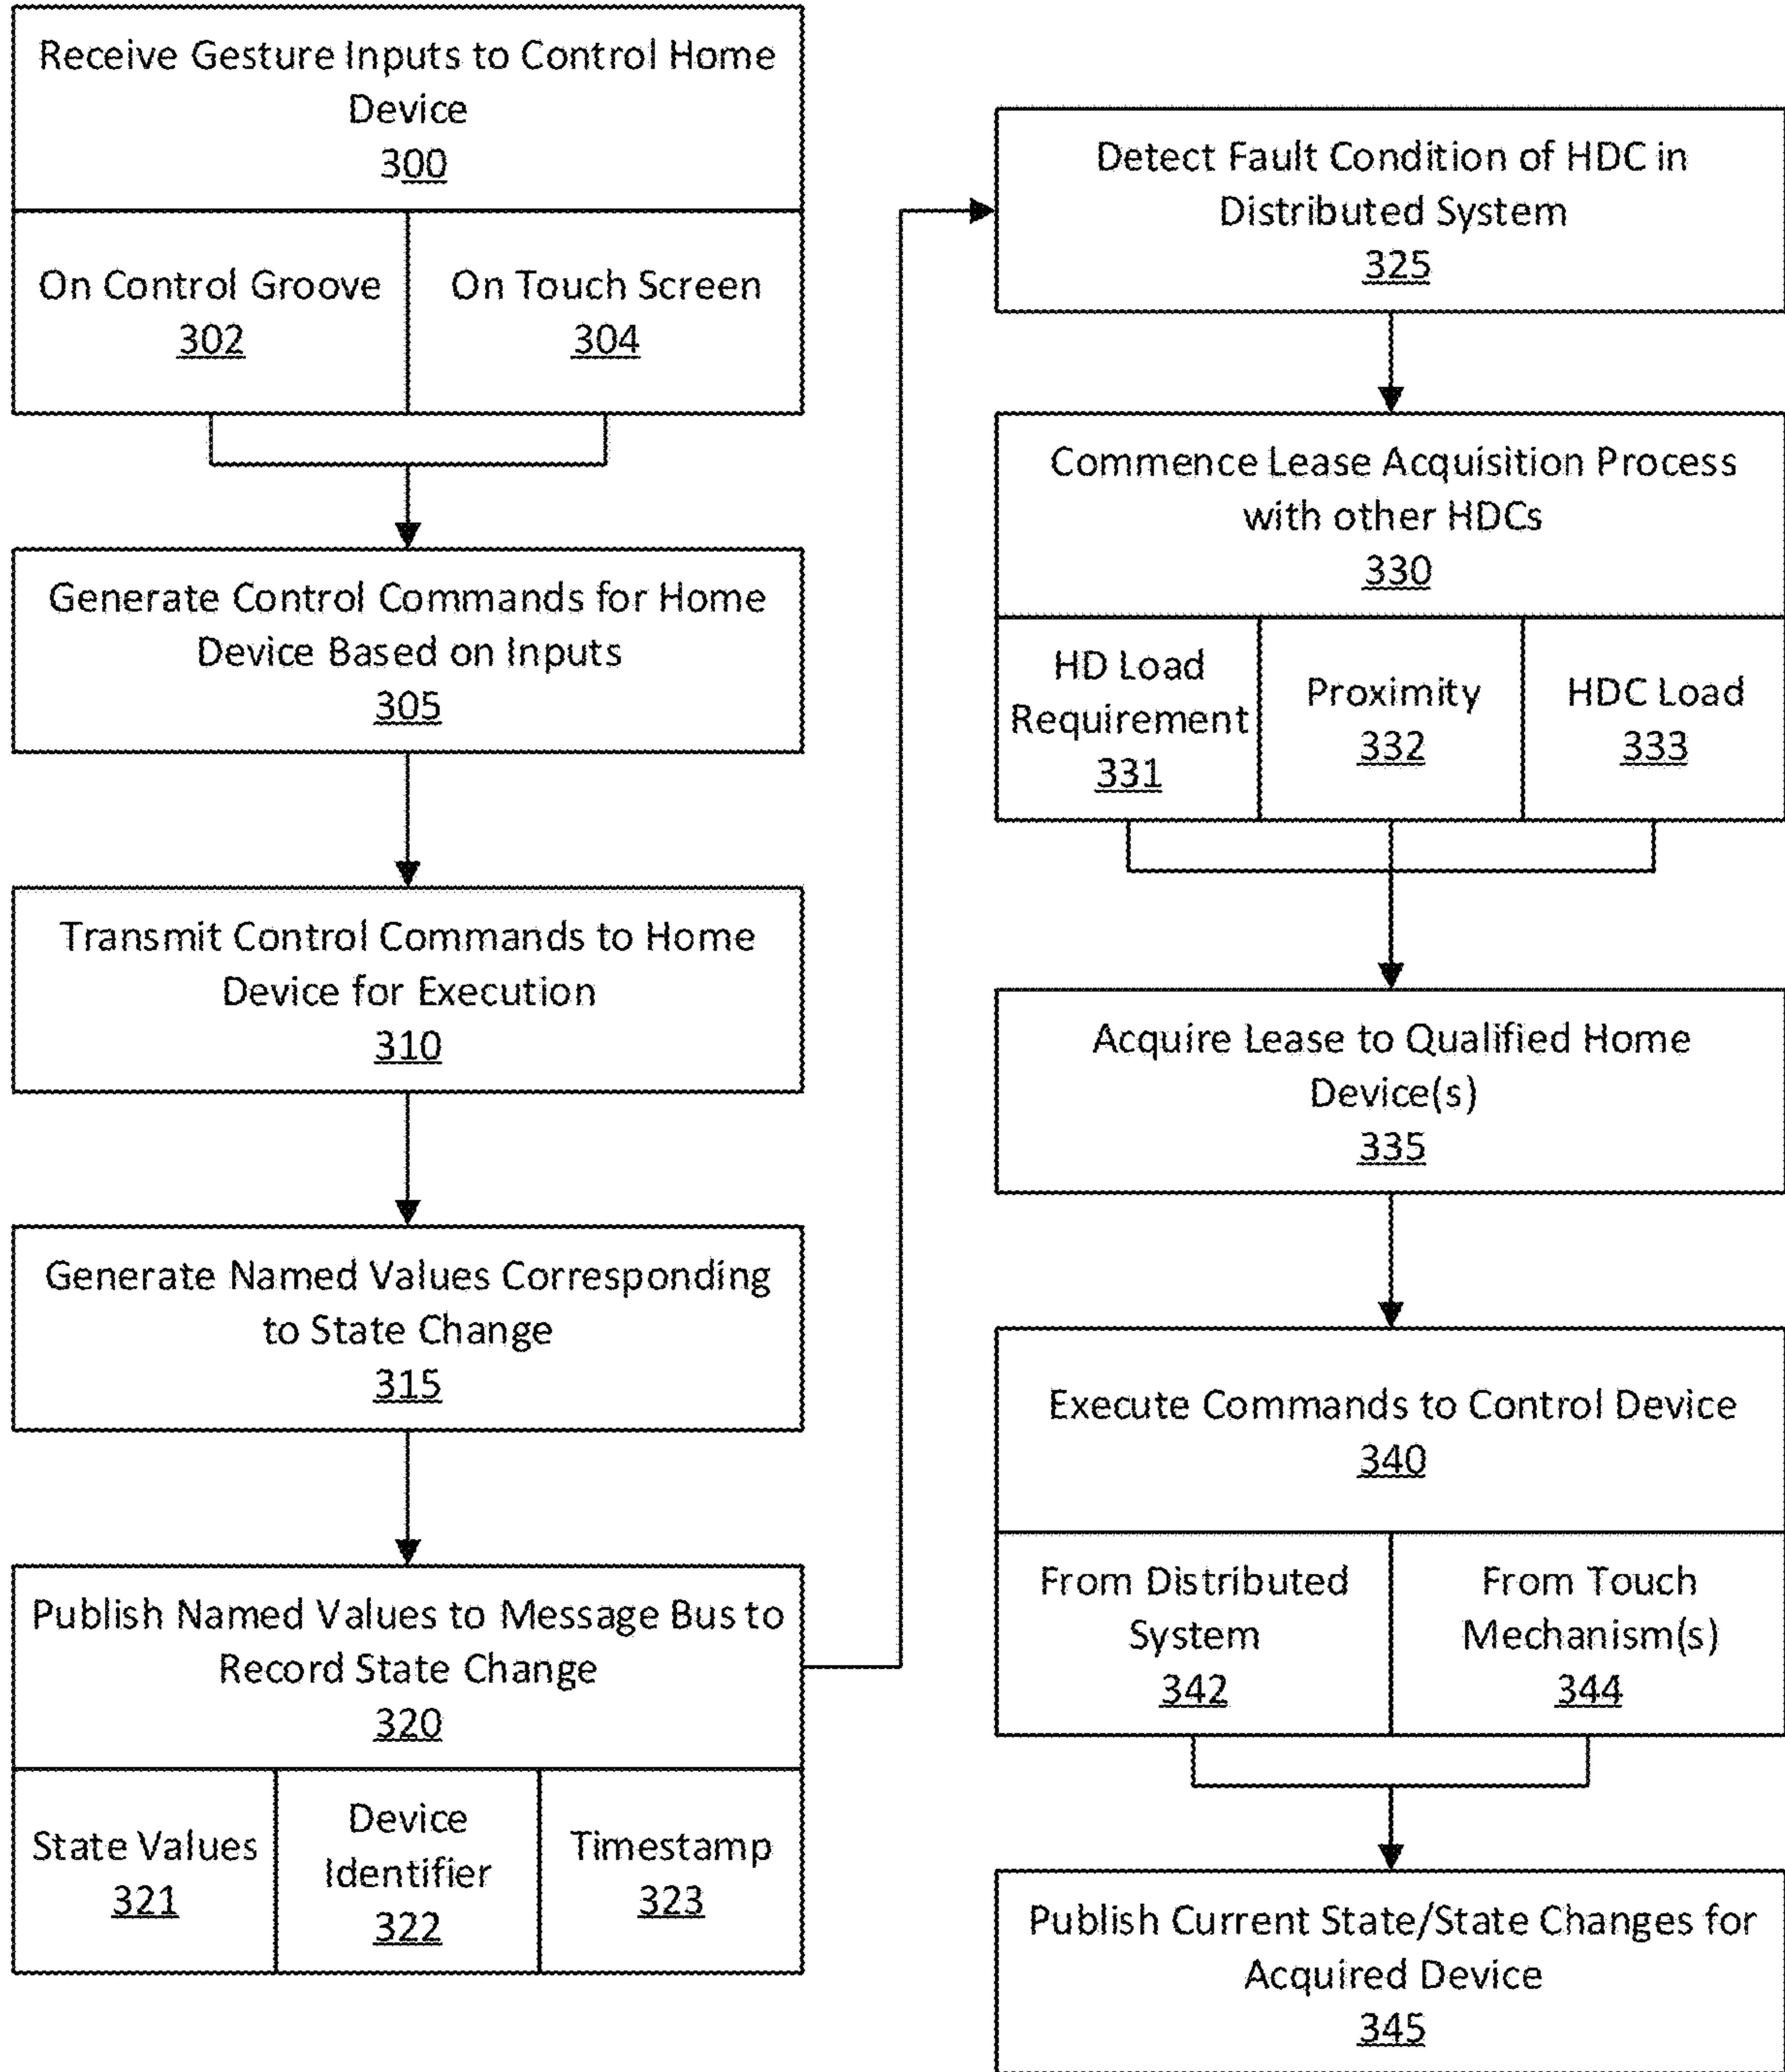 Receive Gesture Inputs to Control Home
Device
300
On Control Groove
302
On Touch Screen
304
Generate Control Commands for Home
Device Based on Inputs
305
Transmit Control Commands to Home
Device for Execution
310
Generate Named Values Corresponding
to State Change
315
Publish Named Values to Message Bus to
Record State Change
320
State Values
321
Device
Identifier
322
Timestamp
323
Detect Fault Condition of HDC in
Distributed System
325
Commence Lease Acquisition Process
with other HDCs
330
HD Load
Requirement
331
Proximity
332
HDC Load
333
Acquire Lease to Qualified Home
Device(s)
335
Execute Commands to Control Device
340
From Distributed
System
342
From Touch
Mechanism(s)
344
Publish Current State/State Changes for
Acquired Device
345